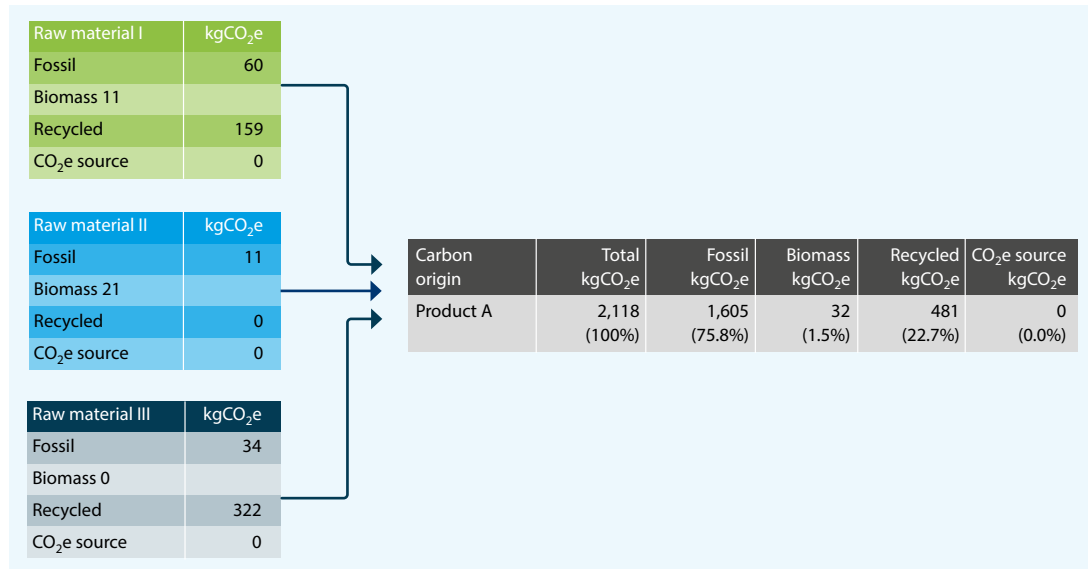 Raw material I kgCO₂e
Fossil 60
Biomass 11
Recycled 159
CO₂e source 0
Raw material II kgCO₂e
Fossil 11
Biomass 21
Recycled 0
CO₂e source 0
Raw material III kgCO₂e
Fossil 34
Biomass 0
Recycled 322
CO₂e source 0
Carbon Total Fossil Biomass Recycled CO₂e source
origin kgCO₂e kgCO₂e kgCO₂e kgCO₂e kgCO₂e
Product A 2,118 1,605 32 481 0
(100%) (75.8%) (1.5%) (22.7%) (0.0%)